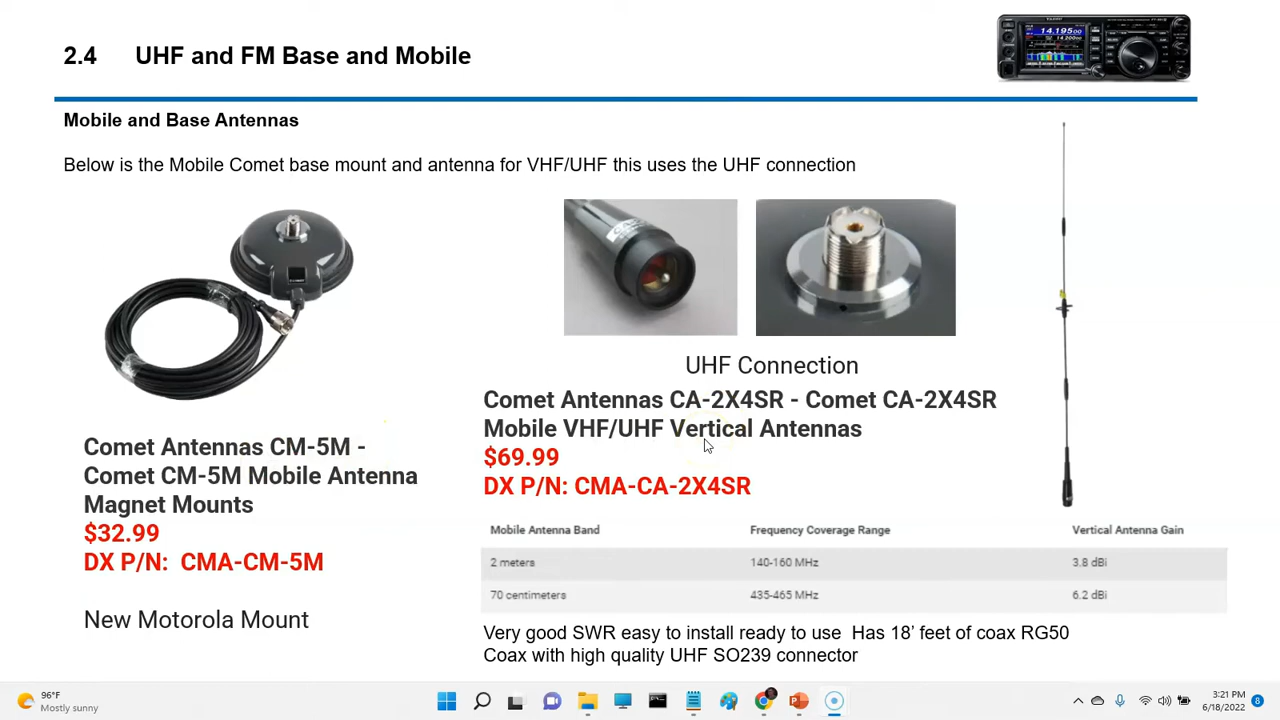 2.4 UHF and FM Base and Mobile
14.195.00
Mobile and Base Antennas
Below is the Mobile Comet base mount and antenna for VHF/UHF this uses the UHF connection
UHF Connection
Comet Antennas CM-5M -
Comet CM-5M Mobile Antenna
Magnet Mounts
$32.99
DX P/N: CMA-CM-5M
New Motorola Mount
Comet Antennas CA-2X4SR - Comet CA-2X4SR
Mobile VHF/UHF Vertical Antennas
$69.99
DX P/N: CMA-CA-2X4SR
Mobile Antenna Band Frequency Coverage Range Vertical Antenna Gain
2 meters 140-160 MHz 3.8 dBi
70 centimeters 435-465 MHz 6.2 dBi
Very good SWR easy to install ready to use Has 18’ feet of coax RG50
Coax with high quality UHF SO239 connector
96°F
Mostly sunny
3:21 PM
6/18/2022
8